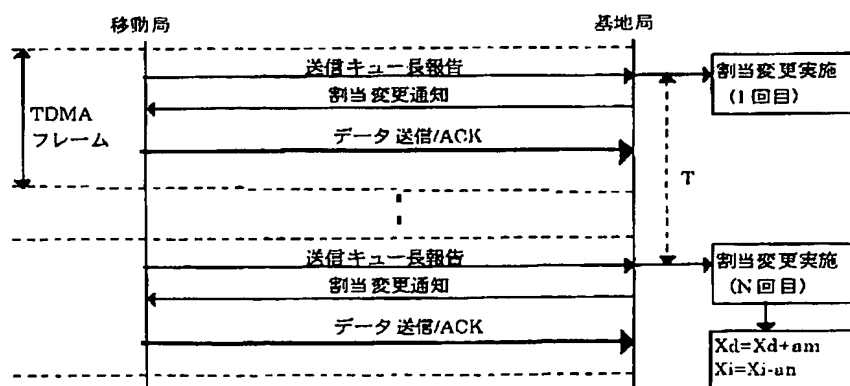 移動局
基地局
送信キュー長報告
割当変更実施
(1回目)
割当変更通知
TDMA
フレーム
データ送信/ACK
T
送信キュー長報告
割当変更実施
(N回目)
割当変更通知
データ送信/ACK
Xd=Xd+am
Xi=Xi-an